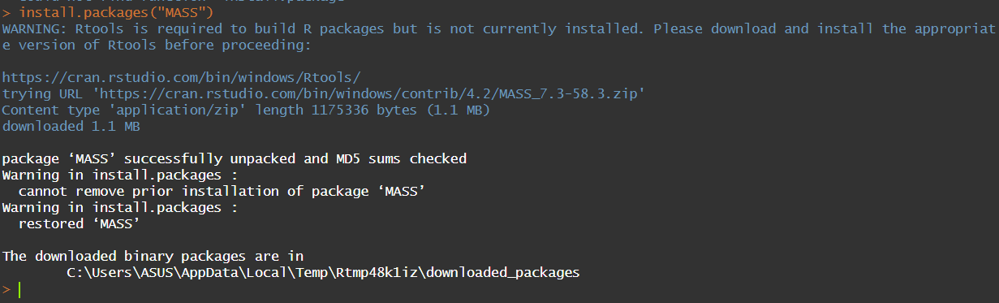 > install.packages("MASS")
WARNING: Rtools is required to build R packages but is not currently installed. Please download and install the appropriat
e version of Rtools before proceeding:
https://cran.rstudio.com/bin/windows/Rtools/
trying URL 'https://cran.rstudio.com/bin/windows/contrib/4.2/MASS_7.3-58.3.zip'
Content type 'application/zip' length 1175336 bytes (1.1 MB)
downloaded 1.1 MB
package ‘MASS’ successfully unpacked and MD5 sums checked
Warning in install.packages :
  cannot remove prior installation of package ‘MASS’
Warning in install.packages :
  restored ‘MASS’
The downloaded binary packages are in
        C:\Users\ASUS\AppData\Local\Temp\Rtmp48k1iz\downloaded_packages
>